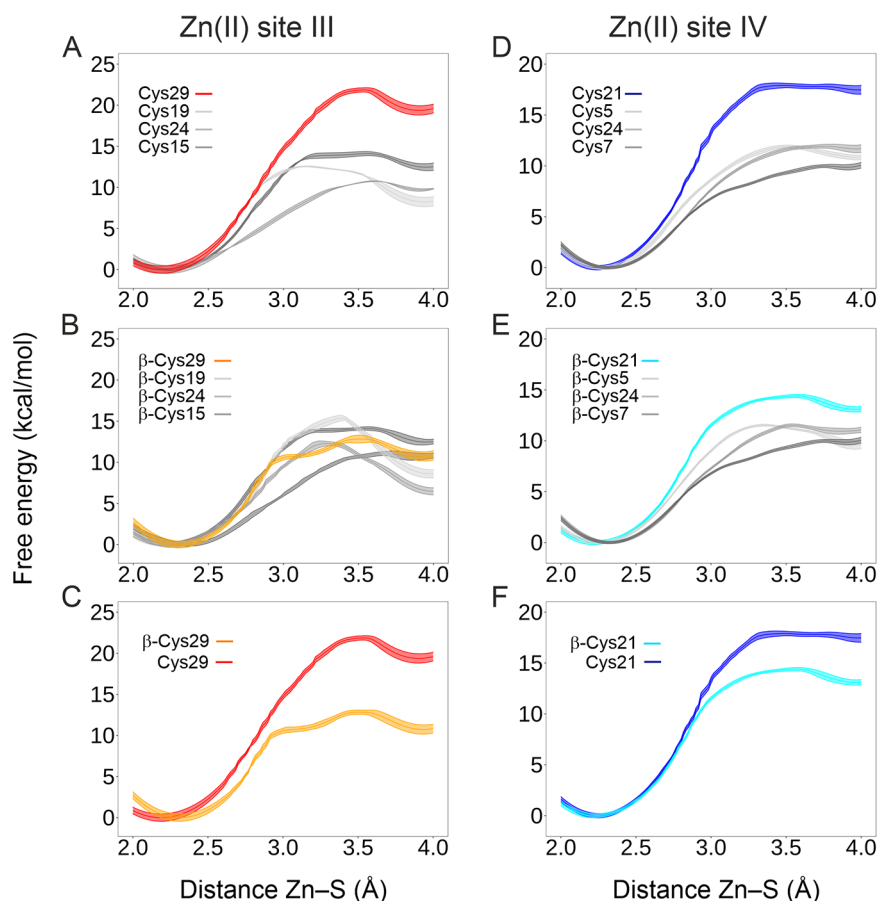 Zn(II) site III
Zn(II) site IV
A
25
20
15
10
5
0
Cys29
Cys19
Cys24
Cys15
2.0 2.5 3.0 3.5 4.0
D
20
15
10
5
0
Cys21
Cys5
Cys24
Cys7
2.0 2.5 3.0 3.5 4.0
B
25
20
15
10
5
0
β-Cys29
β-Cys19
β-Cys24
β-Cys15
2.0 2.5 3.0 3.5 4.0
E
20
15
10
5
0
β-Cys21
β-Cys5
β-Cys24
β-Cys7
2.0 2.5 3.0 3.5 4.0
C
25
20
15
10
5
0
β-Cys29
Cys29
2.0 2.5 3.0 3.5 4.0
F
20
15
10
5
0
β-Cys21
Cys21
2.0 2.5 3.0 3.5 4.0
Free energy (kcal/mol)
Distance Zn–S (Å)
Distance Zn–S (Å)